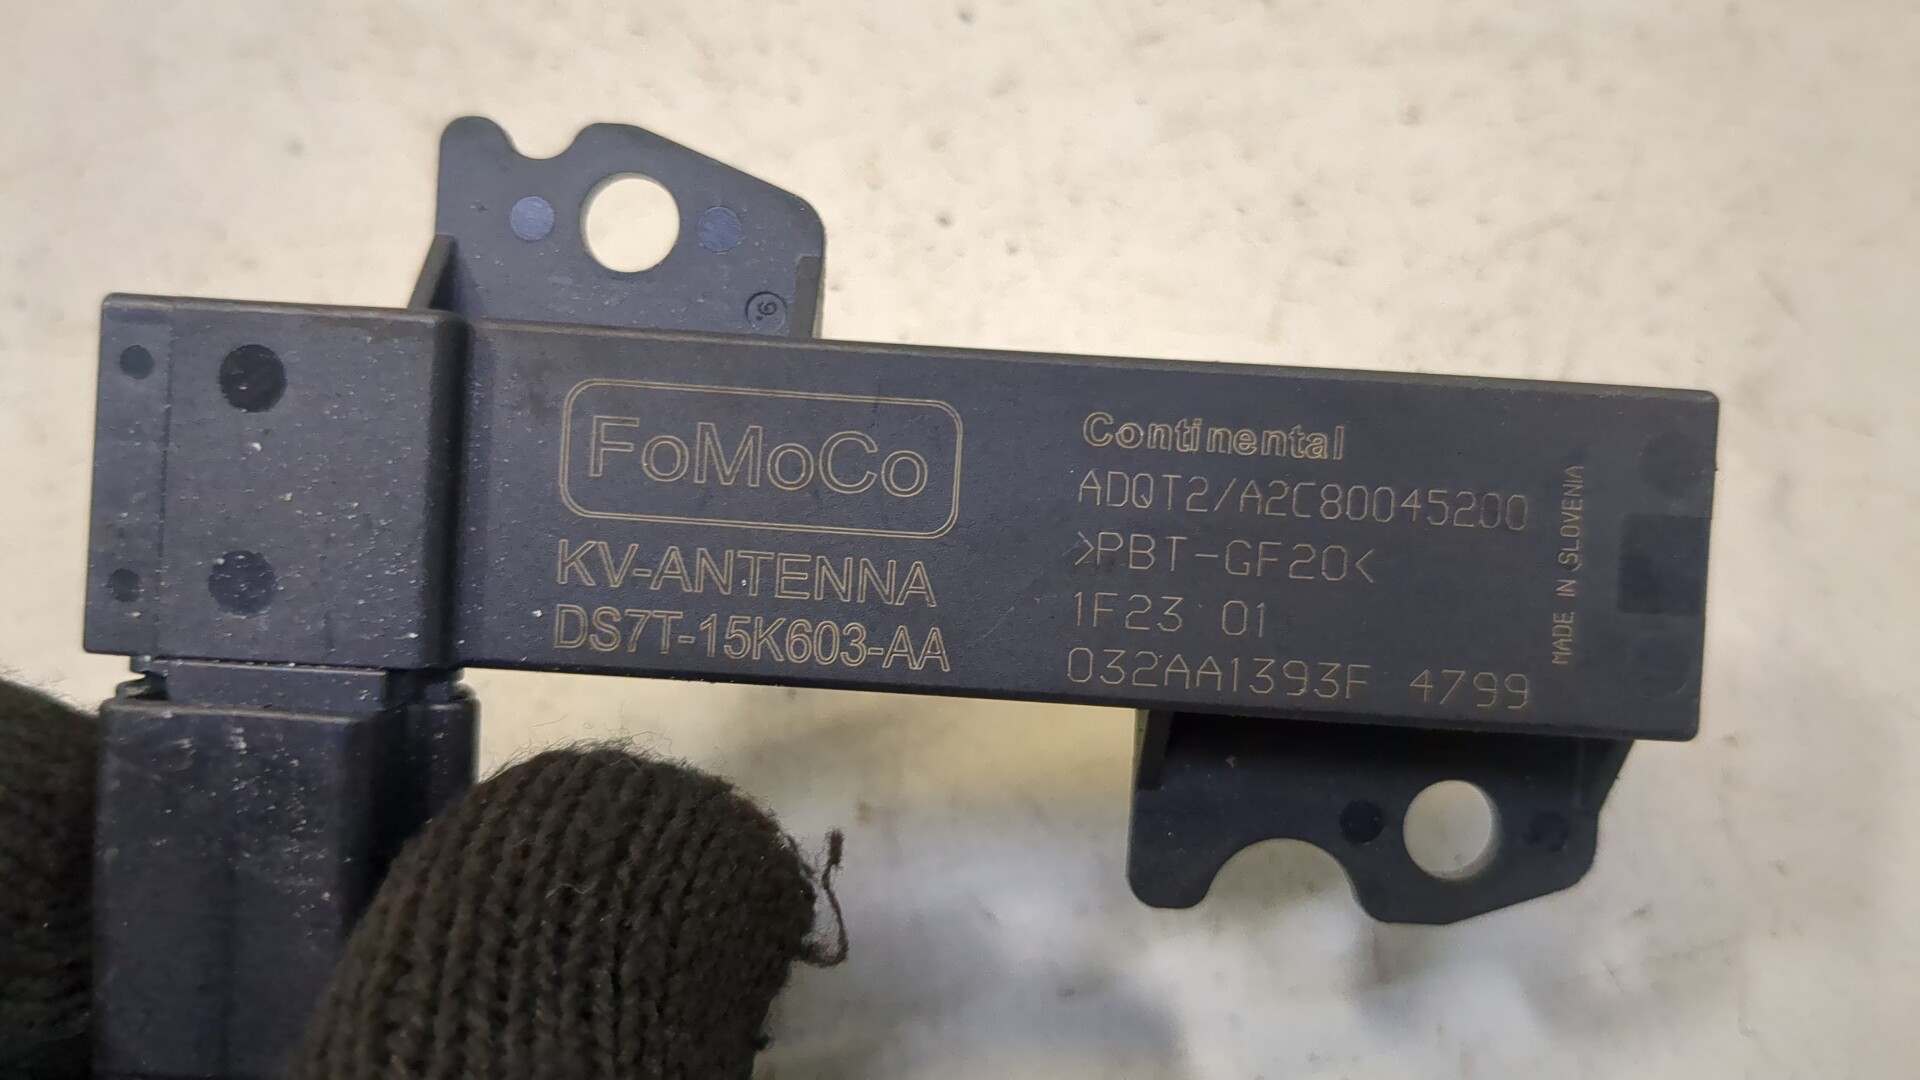 FoMoCo
KV-ANTENNA
DS7T-15K603-AA
Continental
ADQT2/A2C80045200
>PBT-GF20<
1F23 01
032AA1393F 4799
MADE IN SLOVENIA